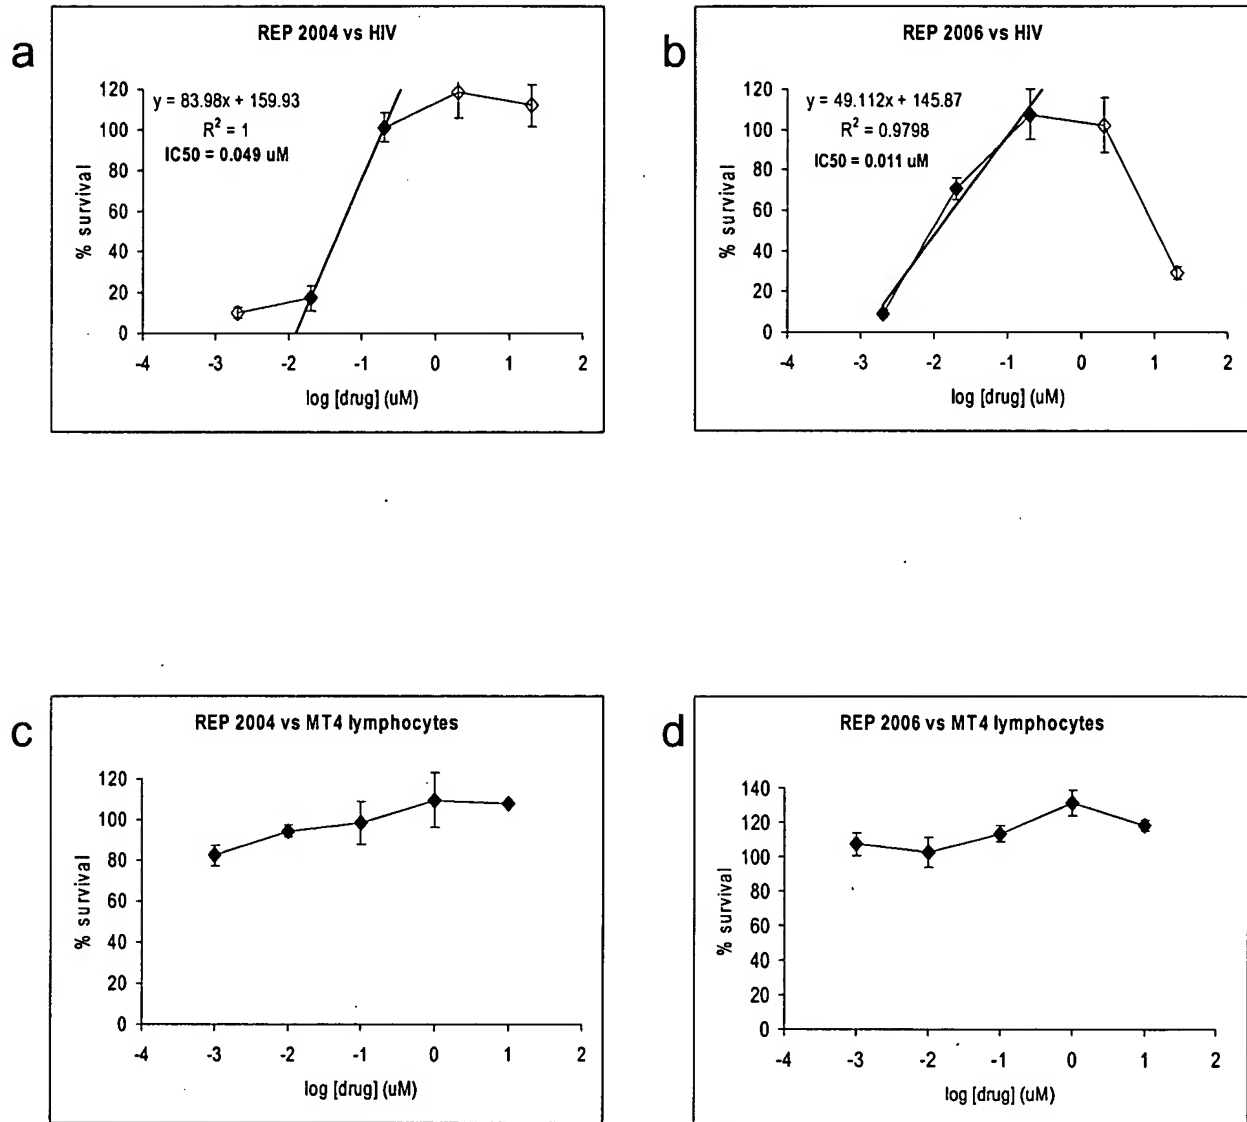 a
REP 2004 vs HIV
y = 83.98x + 159.93
R² = 1
IC50 = 0.049 uM
% survival
120
100
80
60
40
20
0
-4 -3 -2 -1 0 1 2
log [drug] (uM)
b
REP 2006 vs HIV
y = 49.112x + 145.87
R² = 0.9798
IC50 = 0.011 uM
% survival
120
100
80
60
40
20
0
-4 -3 -2 -1 0 1 2
log [drug] (uM)
c
REP 2004 vs MT4 lymphocytes
% survival
120
100
80
60
40
20
0
-4 -3 -2 -1 0 1 2
log [drug] (uM)
d
REP 2006 vs MT4 lymphocytes
% survival
140
120
100
80
60
40
20
0
-4 -3 -2 -1 0 1 2
log [drug] (uM)